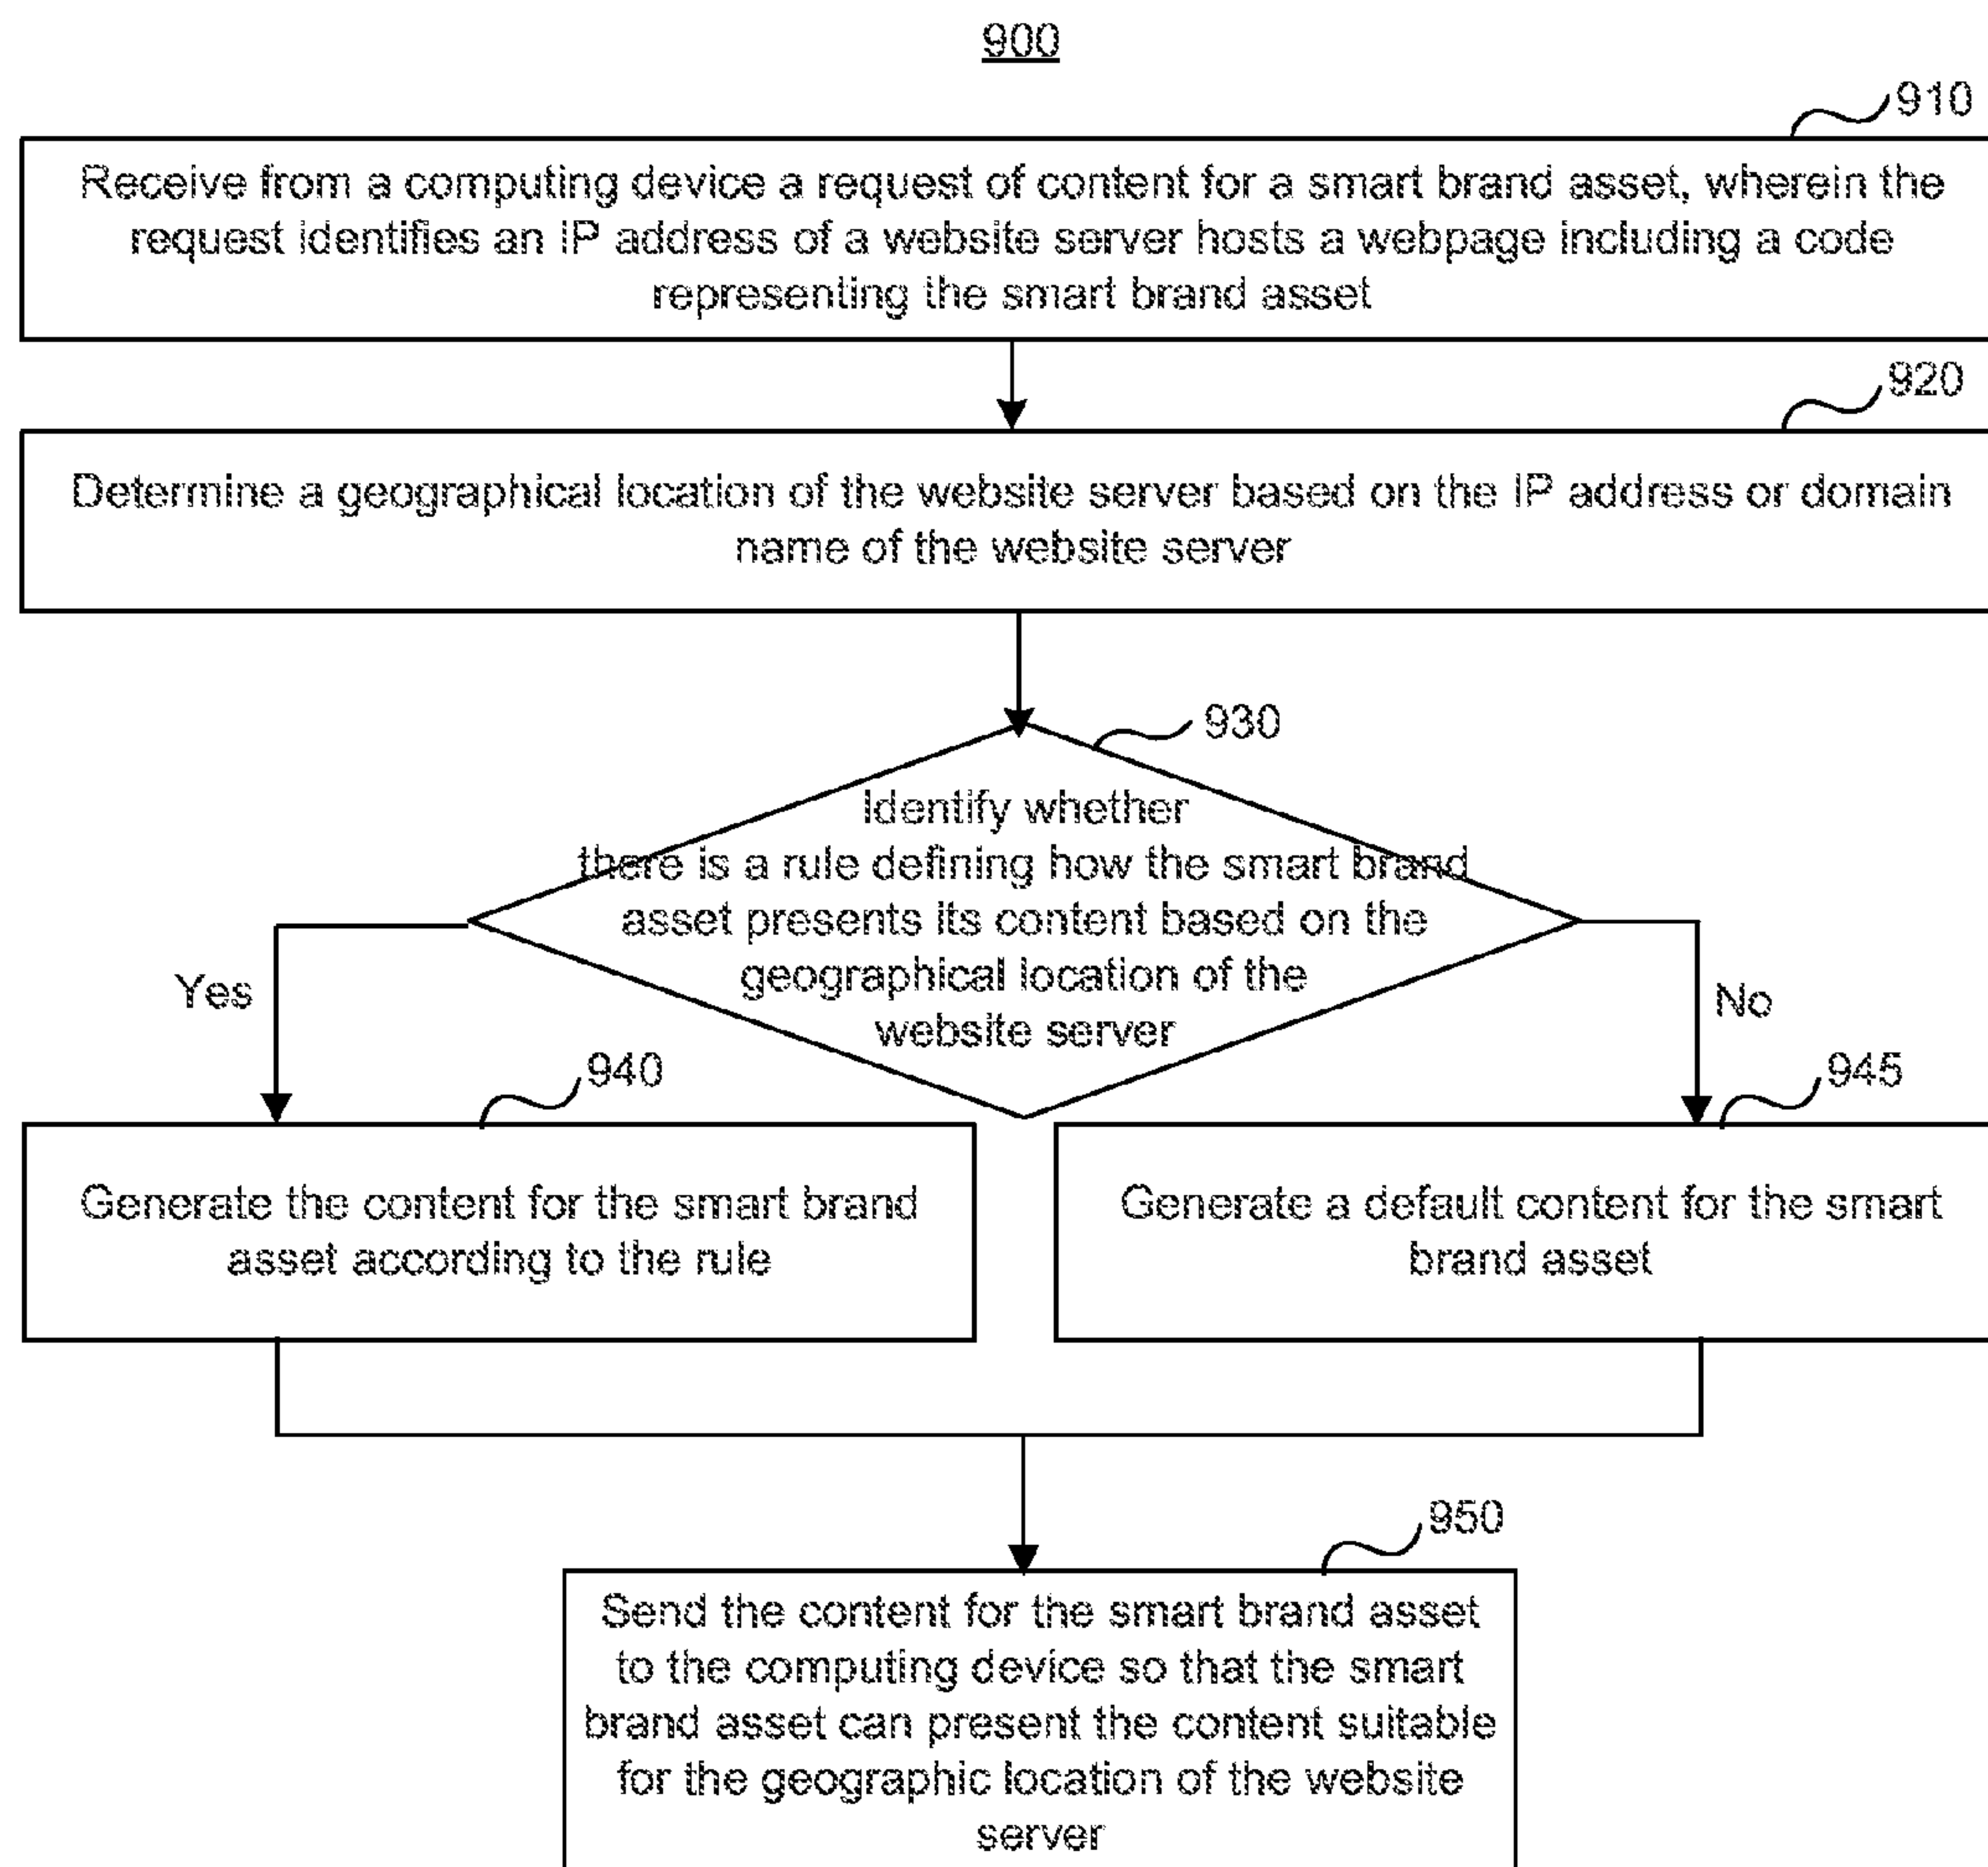 900
910
Receive from a computing device a request of content for a smart brand asset, wherein the
request identifies an IP address of a website server hosts a webpage including a code
representing the smart brand asset
920
Determine a geographical location of the website server based on the IP address or domain
name of the website server
930
Identify whether
there is a rule defining how the smart brand
asset presents its content based on the
geographical location of the
website server
Yes
No
940
945
Generate the content for the smart brand
asset according to the rule
Generate a default content for the smart
brand asset
950
Send the content for the smart brand asset
to the computing device so that the smart
brand asset can present the content suitable
for the geographic location of the website
server